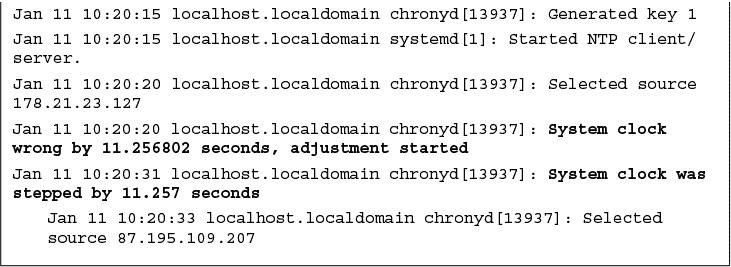 Jan 11 10:20:15 localhost.localdomain chronyd[13937]: Generated key 1
Jan 11 10:20:15 localhost.localdomain systemd[1]: Started NTP client/
server.
Jan 11 10:20:20 localhost.localdomain chronyd[13937]: Selected source
178.21.23.127
Jan 11 10:20:20 localhost.localdomain chronyd[13937]: System clock
wrong by 11.256802 seconds, adjustment started
Jan 11 10:20:31 localhost.localdomain chronyd[13937]: System clock was
stepped by 11.257 seconds
Jan 11 10:20:33 localhost.localdomain chronyd[13937]: Selected
source 87.195.109.207